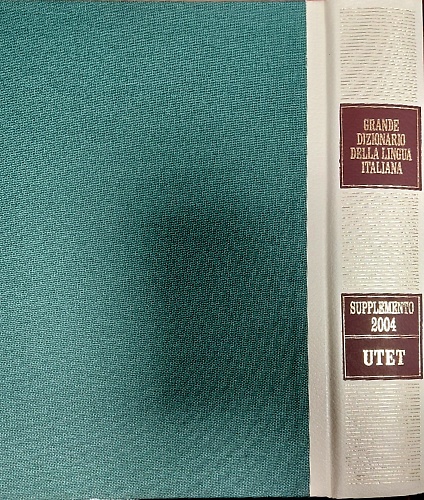 GRANDE
DIZIONARIO
DELLA LINGUA
ITALIANA
SUPPLEMENTO
2004
UTET